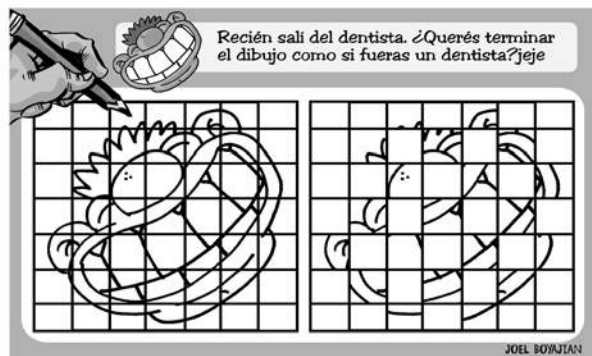 Recién salí del dentista. ¿Querés terminar
el dibujo como si fueras un dentista?jeje
JOEL BOYAJIAN